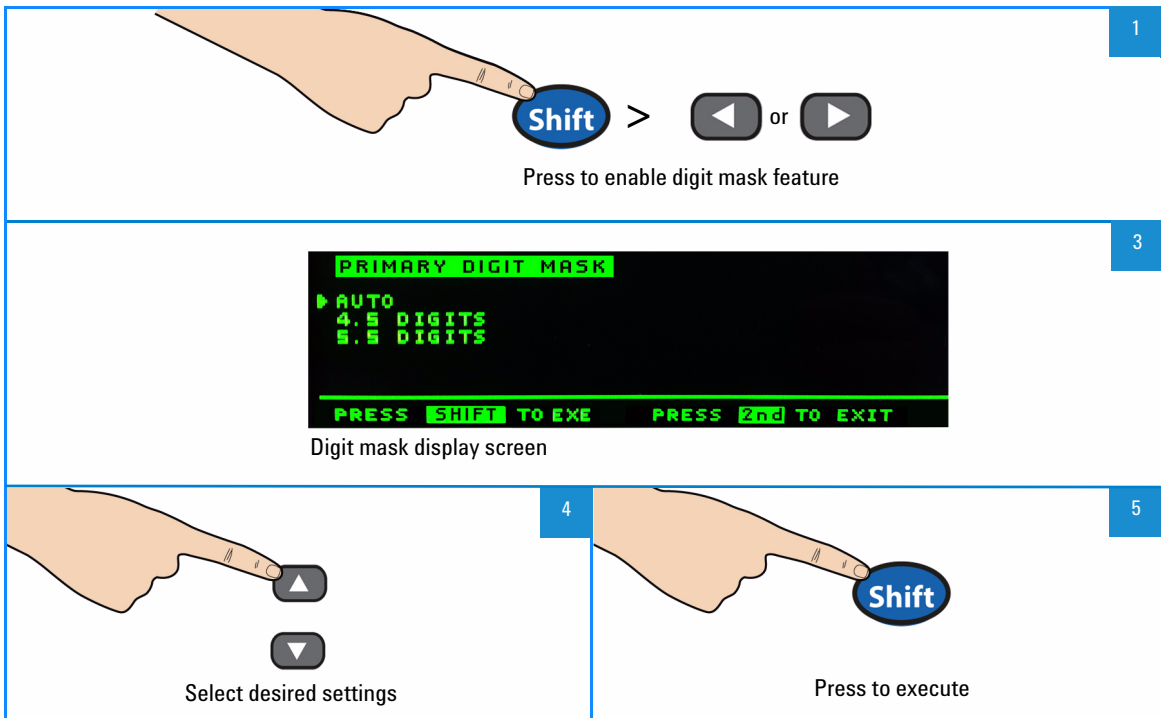 1
Shift > or
Press to enable digit mask feature
3
PRIMARY DIGIT MASK
AUTO
4.5 DIGITS
5.5 DIGITS
PRESS SHIFT TO EXE PRESS 2nd TO EXIT
Digit mask display screen
4
Select desired settings
5
Shift
Press to execute